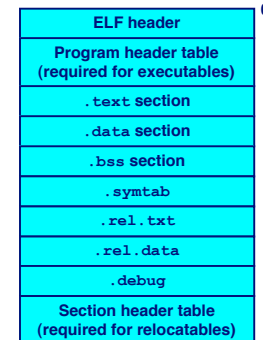 ELF header
Program header table
(required for executables)
.text section
.data section
.bss section
.symtab
.rel.txt
.rel.data
.debug
Section header table
(required for relocatables)